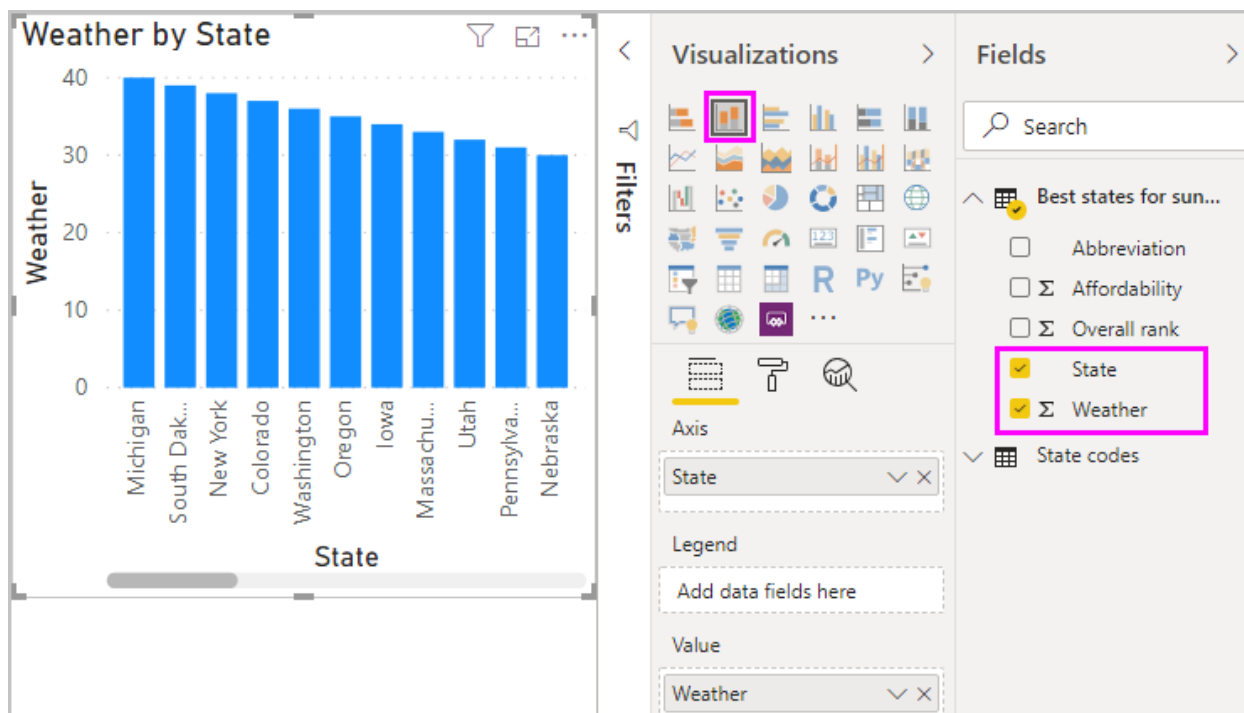 Weather by State
40
30
20
10
0
Weather
Michigan
South Dak...
New York
Colorado
Washington
Oregon
Iowa
Massachu...
Utah
Pennsylva...
Nebraska
State
Filters
Visualizations
123
R
Py
Axis
State
Legend
Add data fields here
Value
Weather
Fields
Search
Best states for sun...
Abbreviation
Σ Affordability
Σ Overall rank
State
Σ Weather
State codes